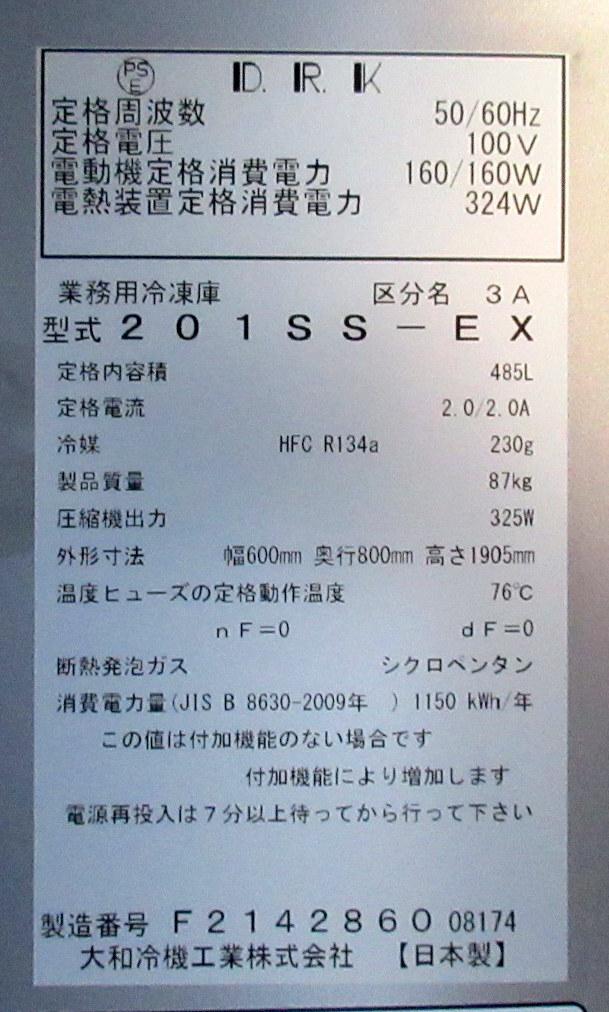 PS E D.R.K
定格周波数 50/60Hz
定格電圧 100V
電動機定格消費電力 160/160W
電熱装置定格消費電力 324W
業務用冷凍庫 区分名 3A
型式 201SS-EX
定格内容積 485L
定格電流 2.0/2.0A
冷媒 HFC R134a 230g
製品質量 87kg
圧縮機出力 325W
外形寸法 幅600mm 奥行800mm 高さ1905mm
温度ヒューズの定格動作温度 76℃
nF=0 dF=0
断熱発泡ガス シクロペンタン
消費電力量(JIS B 8630-2009年 ) 1150 kWh/年
この値は付加機能のない場合です
付加機能により増加します
電源再投入は7分以上待ってから行って下さい
製造番号 F2142860 08174
大和冷機工業株式会社 【日本製】